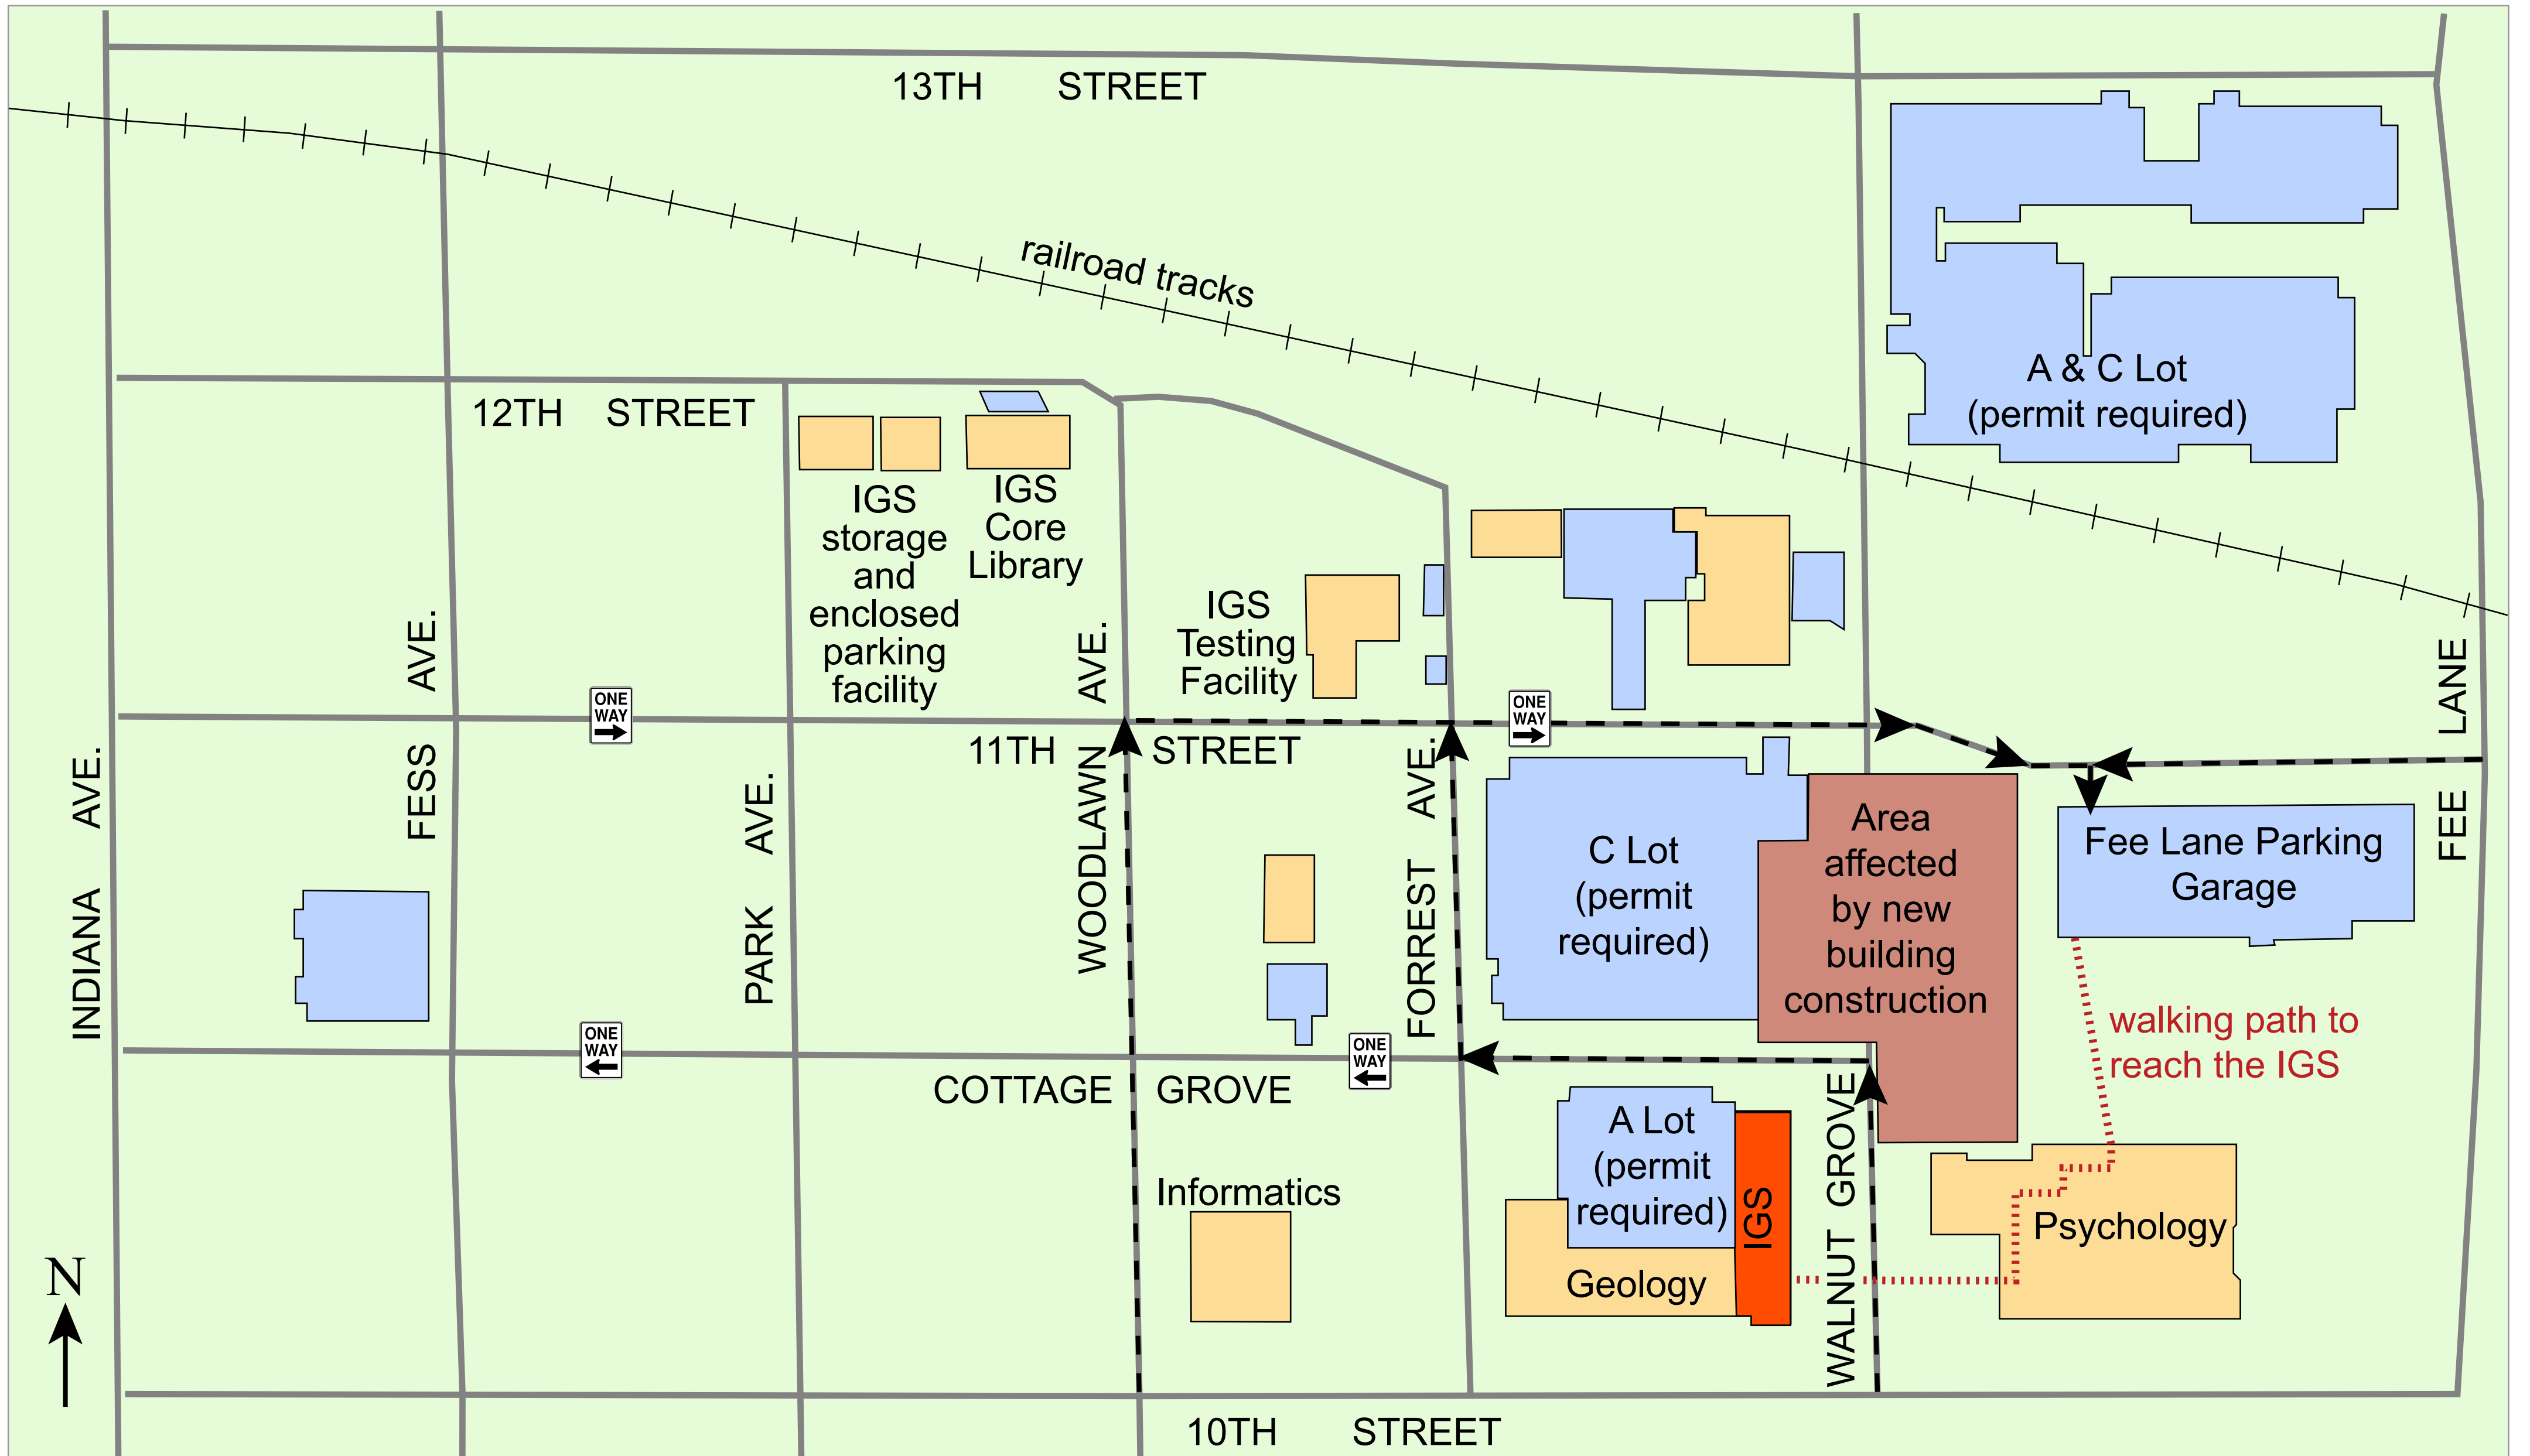 13TH STREET
railroad tracks
A & C Lot
(permit required)
12TH STREET
IGS
storage
and
enclosed
parking
facility
IGS
Core
Library
IGS
Testing
Facility
INDIANA AVE.
FESS AVE.
PARK AVE.
WOODLAWN AVE.
FORREST AVE.
FEE LANE
ONE
WAY
ONE
WAY
11TH STREET
C Lot
(permit
required)
Area
affected
by new
building
construction
Fee Lane Parking
Garage
walking path to
reach the IGS
ONE
WAY
ONE
WAY
COTTAGE GROVE
Informatics
A Lot
(permit
required)
IGS
Geology
WALNUT GROVE
Psychology
N
10TH STREET